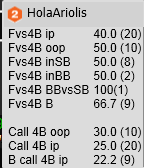 2 HolaAriolis
Fvs4B ip 40.0 (20)
Fvs4B oop 50.0 (10)
Fvs4B inSB 50.0 (8)
Fvs4B inBB 50.0 (2)
Fvs4B BBvsSB 100(1)
Fvs4B B 66.7 (9)
Call 4B oop 30.0 (10)
Call 4B ip 25.0 (20)
B call 4B ip 22.2 (9)